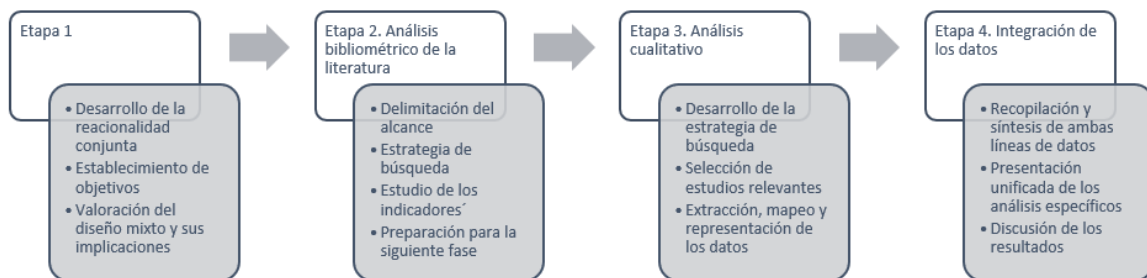 Etapa 1
• Desarrollo de la
reacionalidad
conjunta
• Establecimiento de
objetivos
• Valoración del
diseño mixto y sus
implicaciones
Etapa 2. Análisis
bibliométrico de la
literatura
• Delimitación del
alcance
• Estrategia de
búsqueda
• Estudio de los
indicadores´
• Preparación para la
siguiente fase
Etapa 3. Análisis
cualitativo
• Desarrollo de la
estrategia de
búsqueda
• Selección de
estudios relevantes
• Extracción, mapeo y
representación de
los datos
Etapa 4. Integración de
los datos
• Recopilación y
síntesis de ambas
líneas de datos
• Presentación
unificada de los
análisis específicos
• Discusión de los
resultados